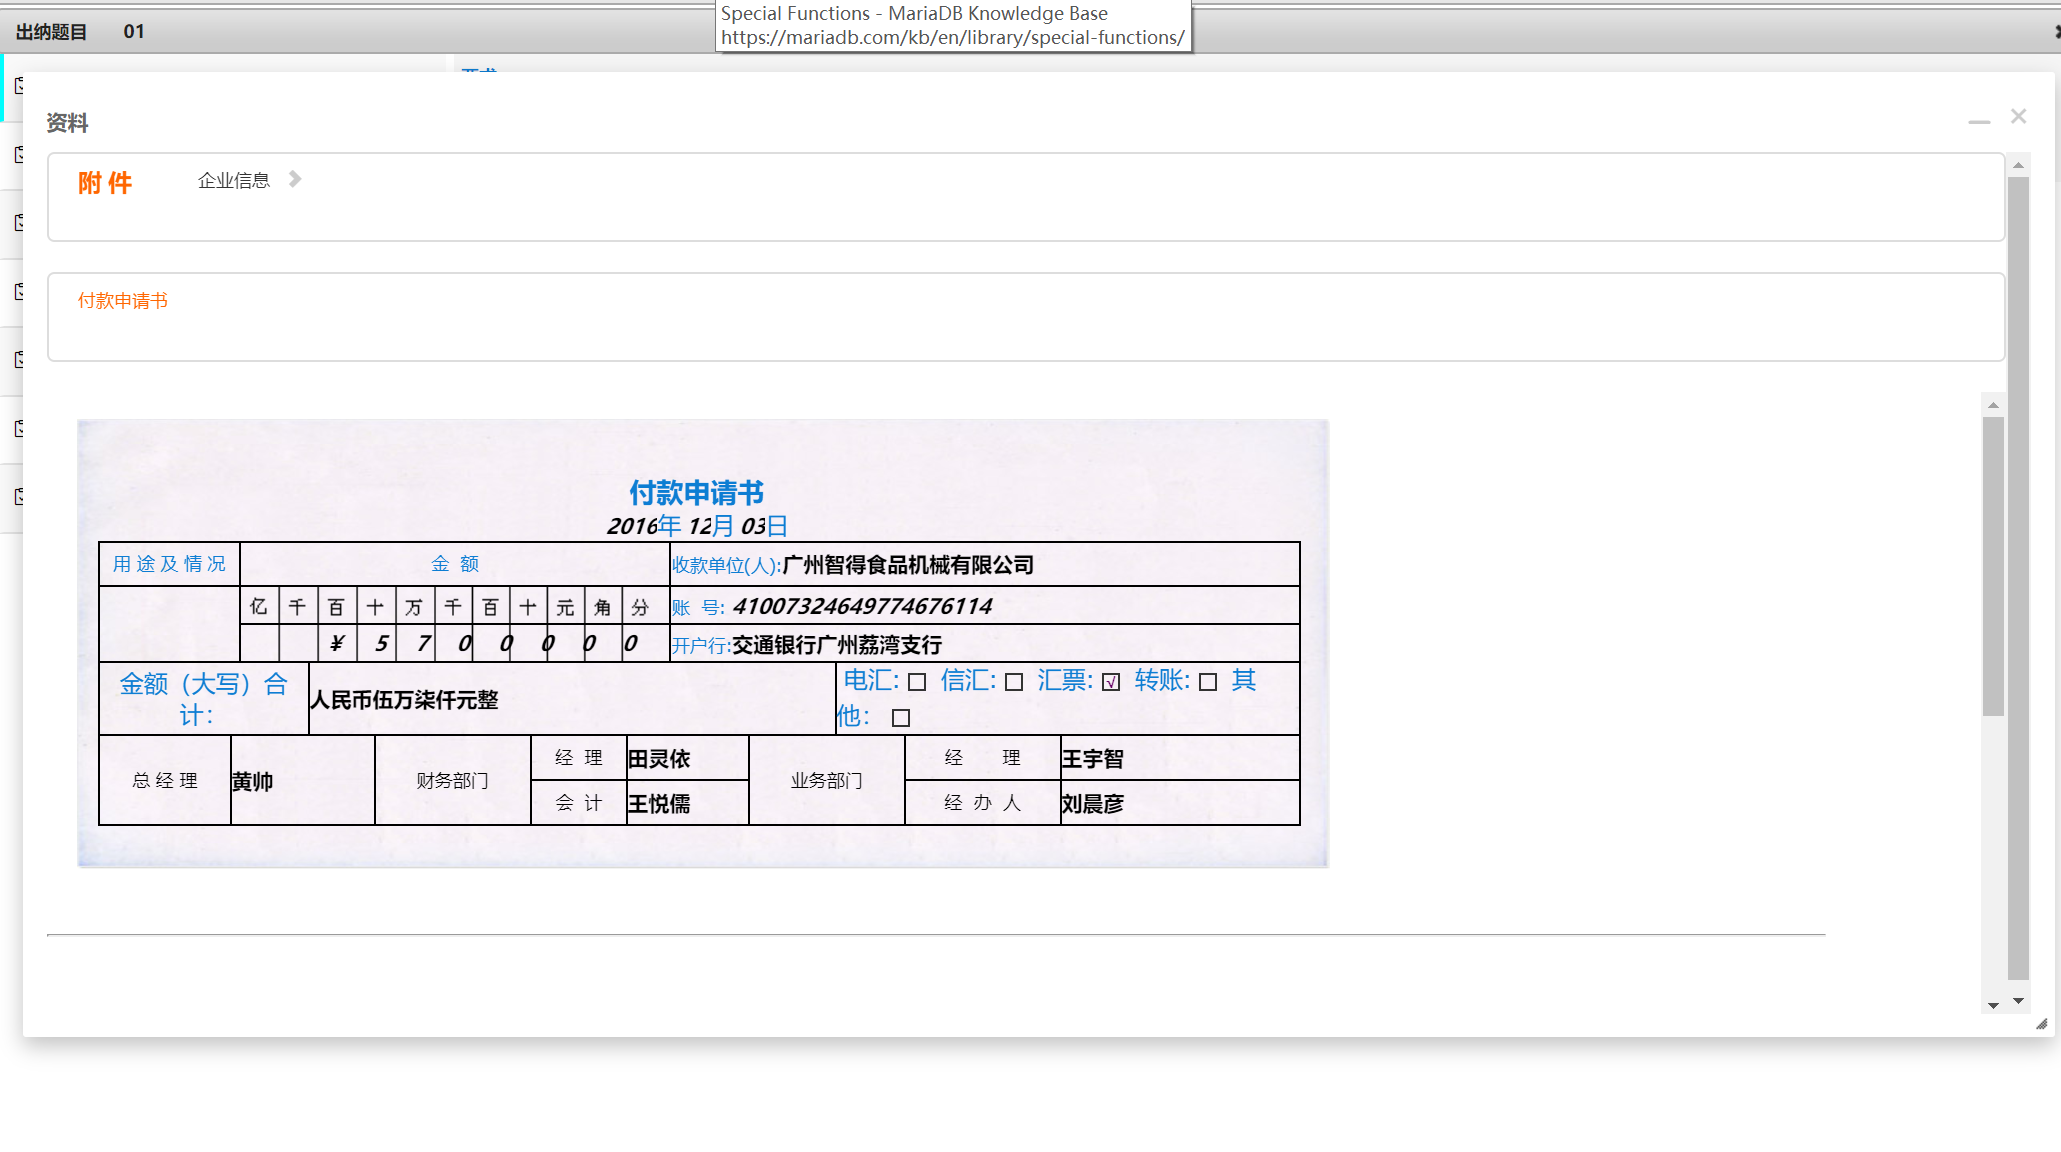 Special Functions - MariaDB Knowledge Base
https://mariadb.com/kb/en/library/special-functions/
出纳题目 01
资料
附 件 企业信息
付款申请书
付款申请书
2016年 12月 03日
用 途 及 情 况 金 额 收款单位(人):广州智得食品机械有限公司
亿 千 百 十 万 千 百 十 元 角 分 账 号: 41007324649774676114
¥ 5 7 0 0 0 0 0 开户行:交通银行广州荔湾支行
金额（大写）合计： 人民币伍万柒仟元整 电汇: □ 信汇: □ 汇票: √ 转账: □ 其
他： □
总 经 理 黄帅 财务部门 经 理 田灵依 业务部门 经 理 王宇智
会 计 王悦儒 经 办 人 刘晨彦